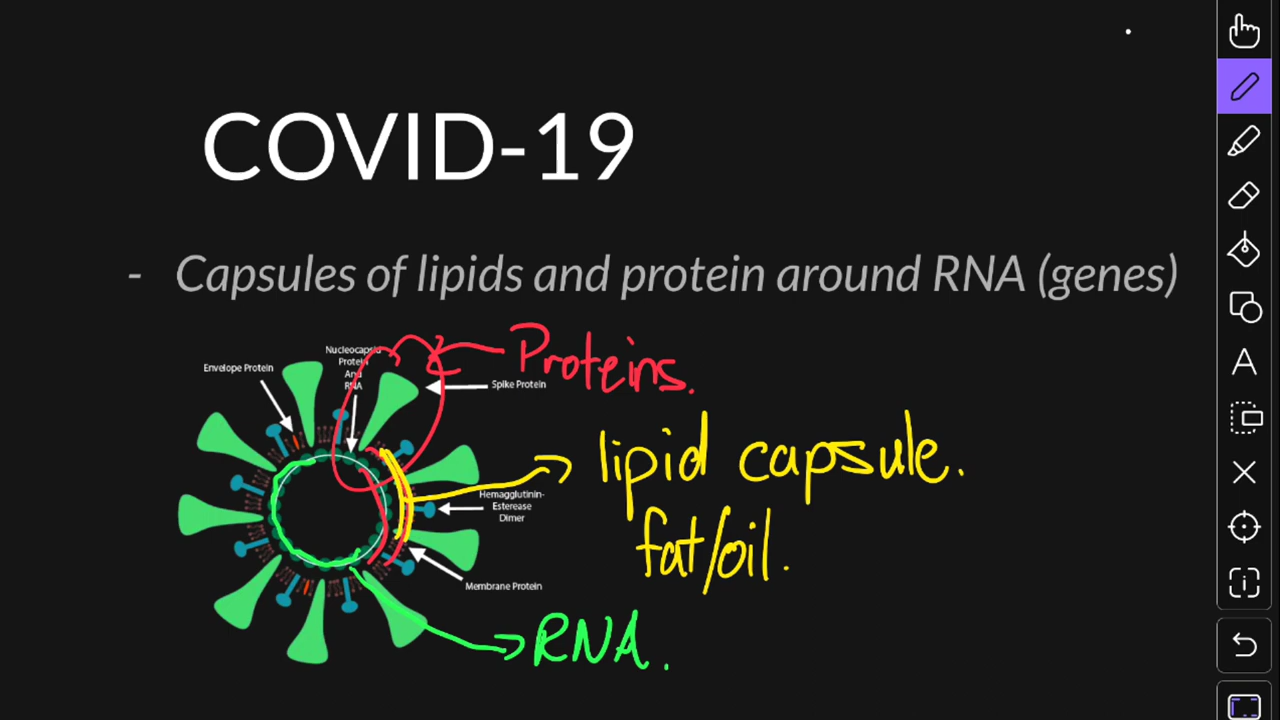 COVID-19
- Capsules of lipids and protein around RNA (genes)
Proteins.
Nucleocapsid
Protein
And
RNA
Envelope Protein
Spike Protein
lipid capsule.
fat/oil.
Hemagglutinin-
Esterease
Dimer
Membrane Protein
RNA.
A